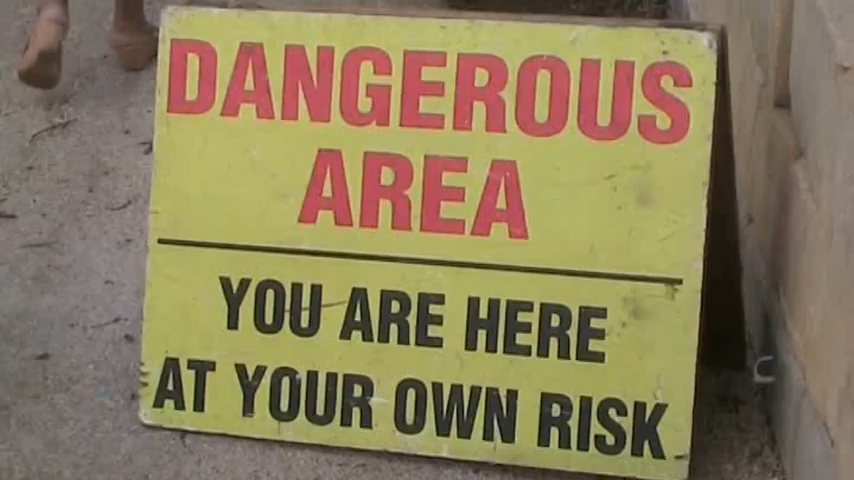 DANGEROUS
AREA
YOU ARE HERE
AT YOUR OWN RISK